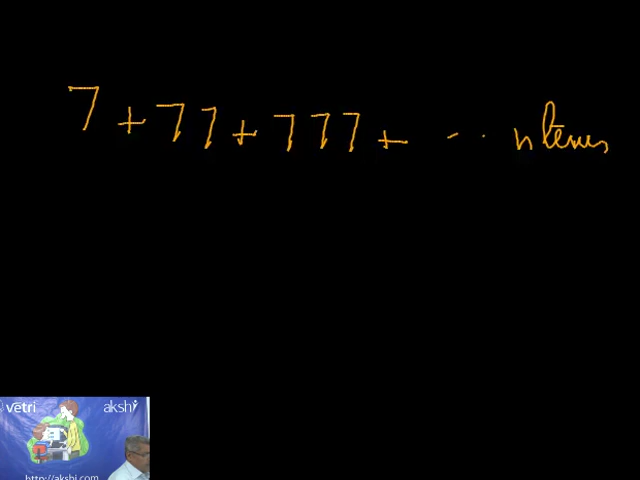 7 + 77 + 777 + - .. n terms
vetri akshi
http://akshi.com